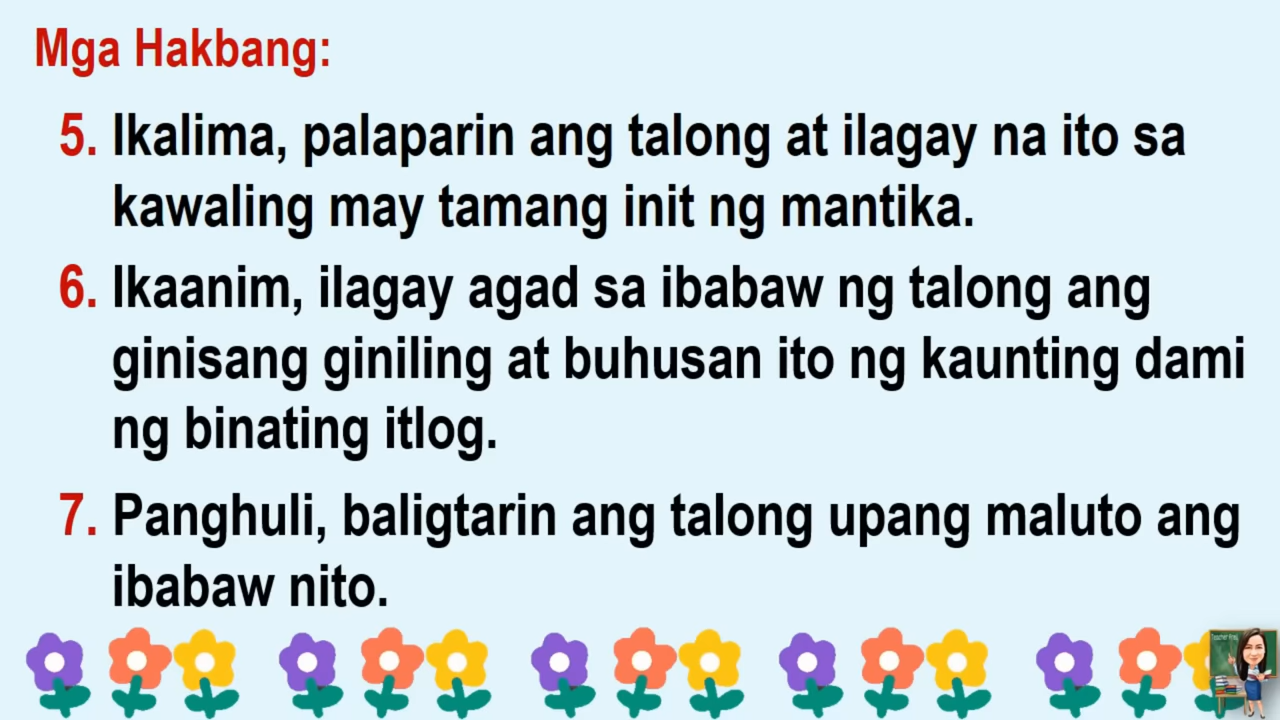 Mga Hakbang:
5. Ikalima, palaparin ang talong at ilagay na ito sa
kawaling may tamang init ng mantika.
6. Ikaanim, ilagay agad sa ibabaw ng talong ang
ginisang giniling at buhusan ito ng kaunting dami
ng binating itlog.
7. Panghuli, baligtarin ang talong upang maluto ang
ibabaw nito.